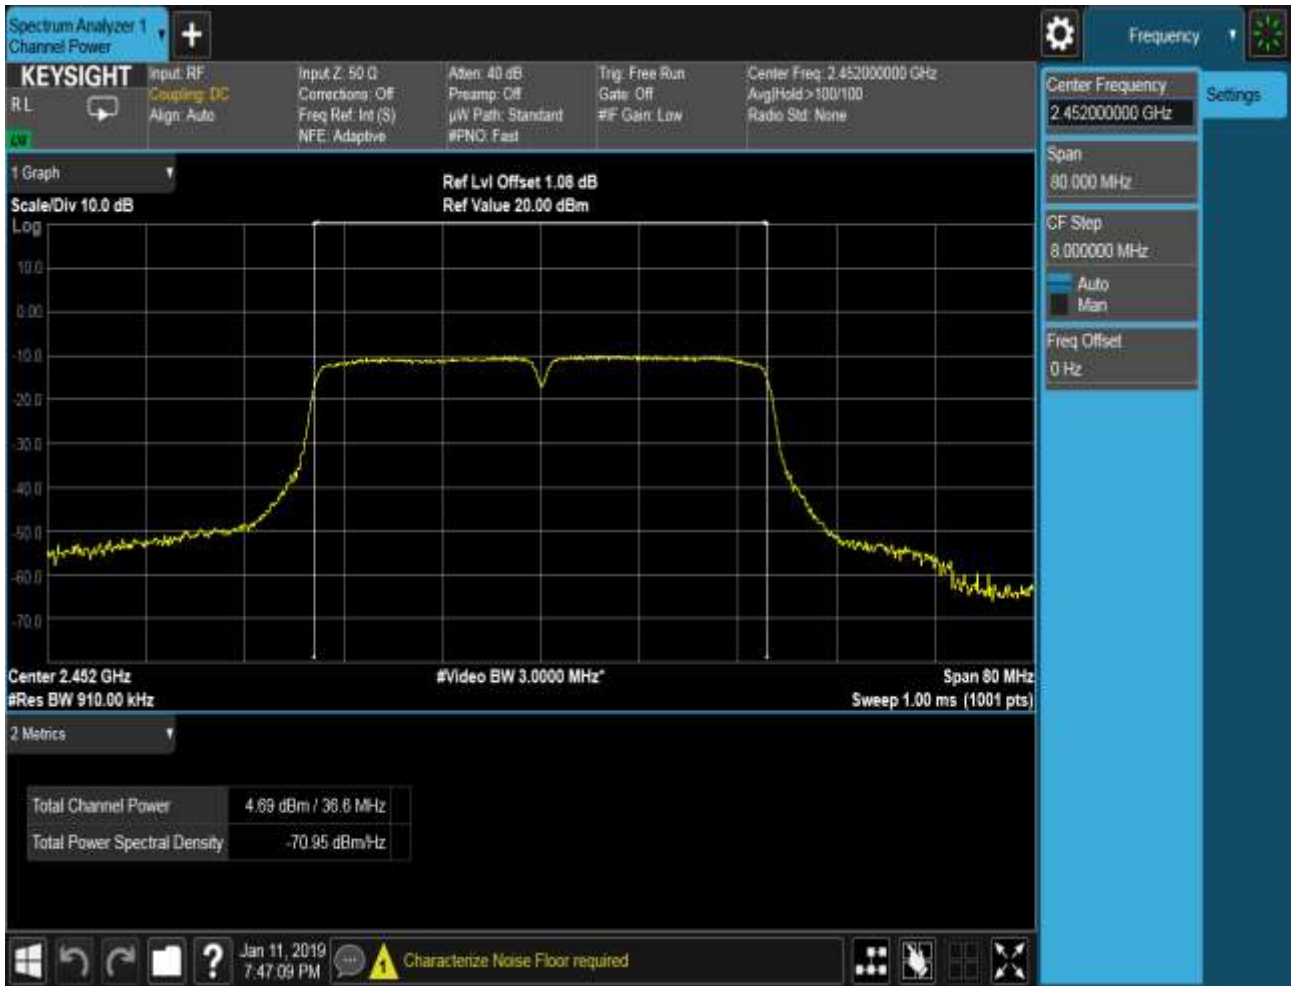 Spectrum Analyzer 1
Channel Power
+
Frequency
KEYSIGHT
R L
LXI
Input: RF
Coupling: DC
Align: Auto
Input Z: 50 Ω
Corrections: Off
Freq Ref: Int (S)
NFE: Adaptive
Atten: 40 dB
Preamp: Off
µW Path: Standard
#PNO: Fast
Trig: Free Run
Gate: Off
#IF Gain: Low
Center Freq: 2.452000000 GHz
Avg|Hold:>100/100
Radio Std: None
Center Frequency
2.452000000 GHz
Settings
Span
80.000 MHz
CF Step
8.000000 MHz
Auto
Man
Freq Offset
0 Hz
1 Graph
Ref Lvl Offset 1.08 dB
Scale/Div 10.0 dB
Ref Value 20.00 dBm
Log
10.0
0.00
-10.0
-20.0
-30.0
-40.0
-50.0
-60.0
-70.0
Center 2.452 GHz
#Video BW 3.0000 MHz*
Span 80 MHz
#Res BW 910.00 kHz
Sweep 1.00 ms (1001 pts)
2 Metrics
Total Channel Power 4.69 dBm / 36.6 MHz
Total Power Spectral Density -70.95 dBm/Hz
?
Jan 11, 2019
7:47:09 PM
1
Characterize Noise Floor required